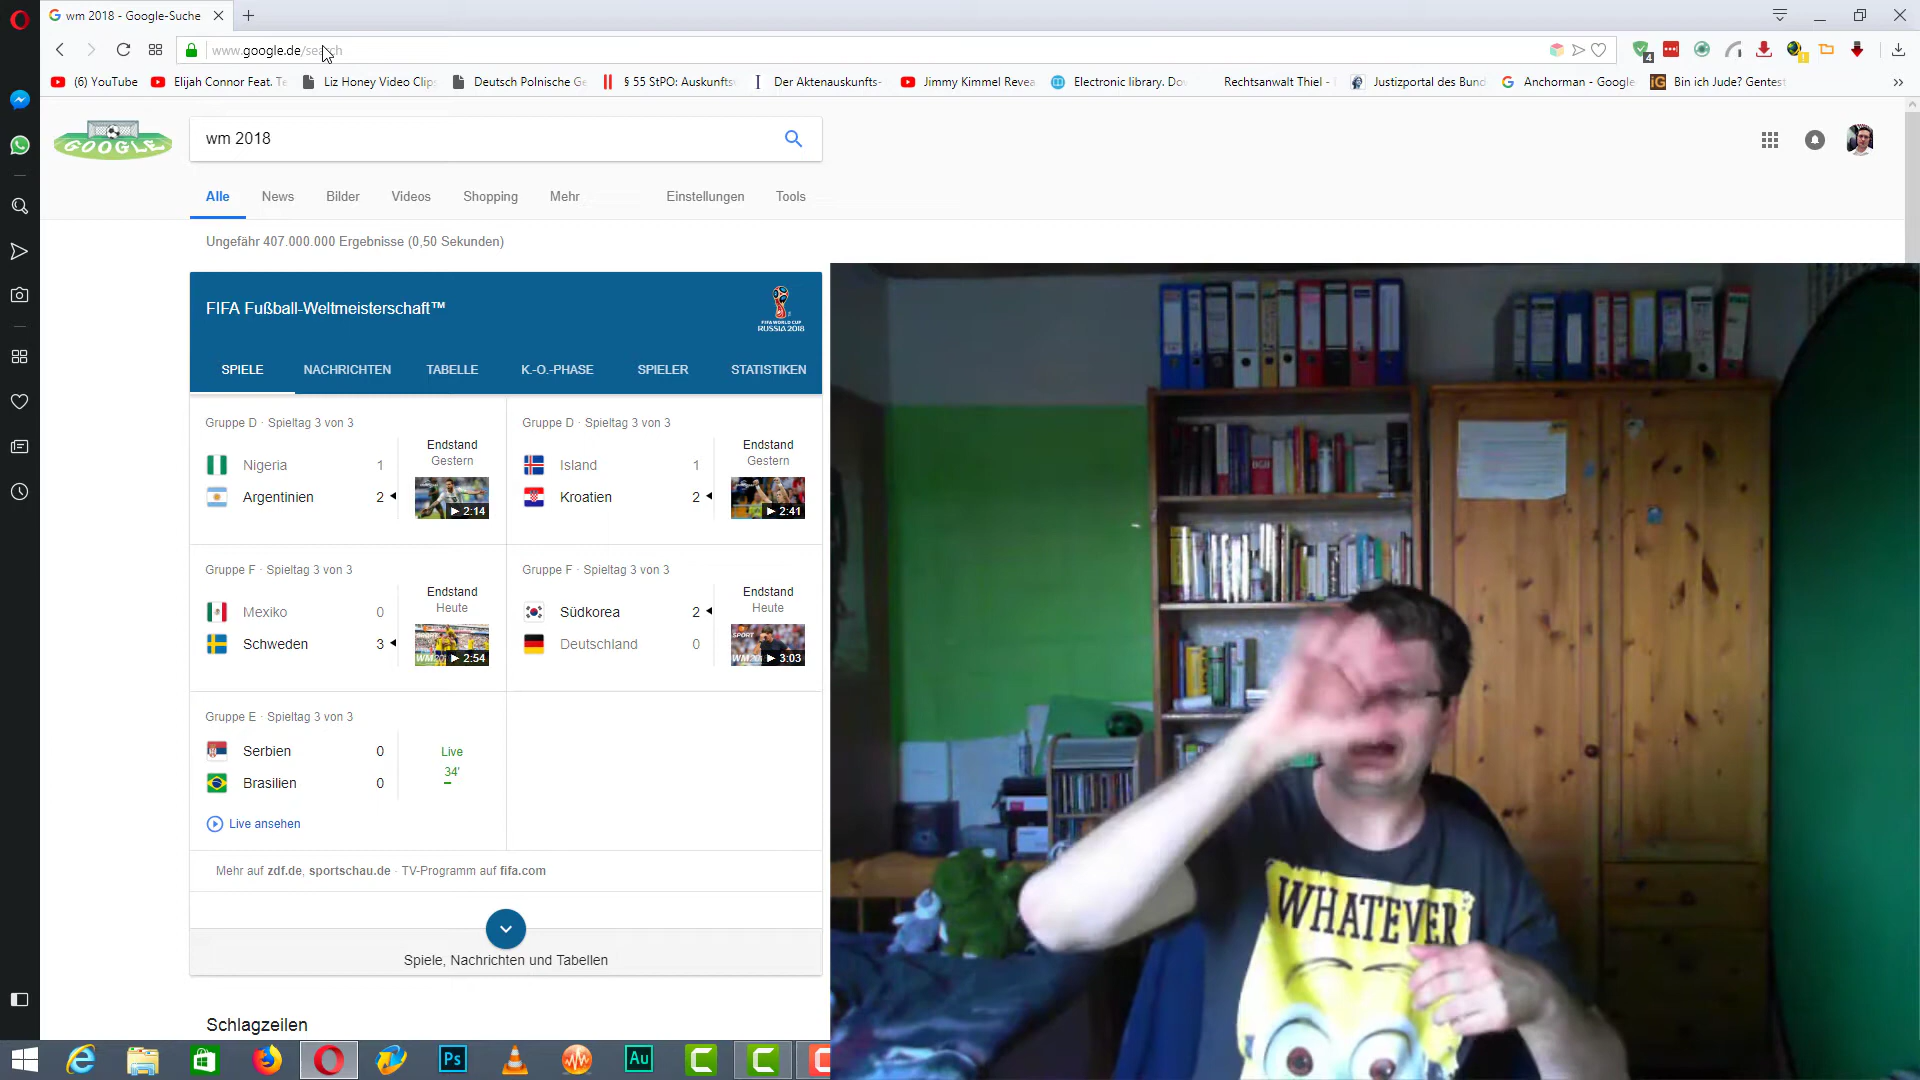 wm 2018 - Google-Suche
www.google.de/search
(6) YouTube
Elijah Connor Feat. Te
Liz Honey Video Clip:
Deutsch Polnische Ge
§ 55 StPO: Auskunfts
Der Aktenauskunfts-
Jimmy Kimmel Revea
Electronic library. Do
Rechtsanwalt Thiel -
Justizportal des Bund
Anchorman - Google
Bin ich Jude? Gentest
GOOGLE
wm 2018
Alle
News
Bilder
Videos
Shopping
Mehr
Einstellungen
Tools
Ungefähr 407.000.000 Ergebnisse (0,50 Sekunden)
FIFA Fußball-Weltmeisterschaft™
FIFA WORLD CUP
RUSSIA 2018
SPIELE
NACHRICHTEN
TABELLE
K.-O.-PHASE
SPIELER
STATISTIKEN
Gruppe D · Spieltag 3 von 3
Nigeria 1
Argentinien 2
Endstand
Gestern
2:14
Gruppe D · Spieltag 3 von 3
Island 1
Kroatien 2
Endstand
Gestern
2:41
Gruppe F · Spieltag 3 von 3
Mexiko 0
Schweden 3
Endstand
Heute
2:54
Gruppe F · Spieltag 3 von 3
Südkorea 2
Deutschland 0
Endstand
Heute
3:03
Gruppe E · Spieltag 3 von 3
Serbien 0
Brasilien 0
Live
34'
Live ansehen
Mehr auf zdf.de, sportschau.de · TV-Programm auf fifa.com
Spiele, Nachrichten und Tabellen
Schlagzeilen
WHATEVER
Ps
Au